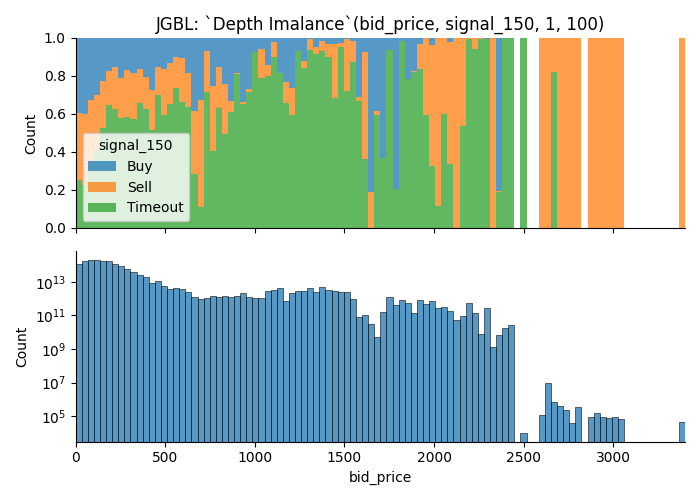 JGBL: `Depth Imalance`(bid_price, signal_150, 1, 100)
1.0
0.8
0.6
0.4
0.2
0.0
Count
signal_150
Buy
Sell
Timeout
10^13
10^11
10^9
10^7
10^5
Count
0
500
1000
1500
2000
2500
3000
bid_price